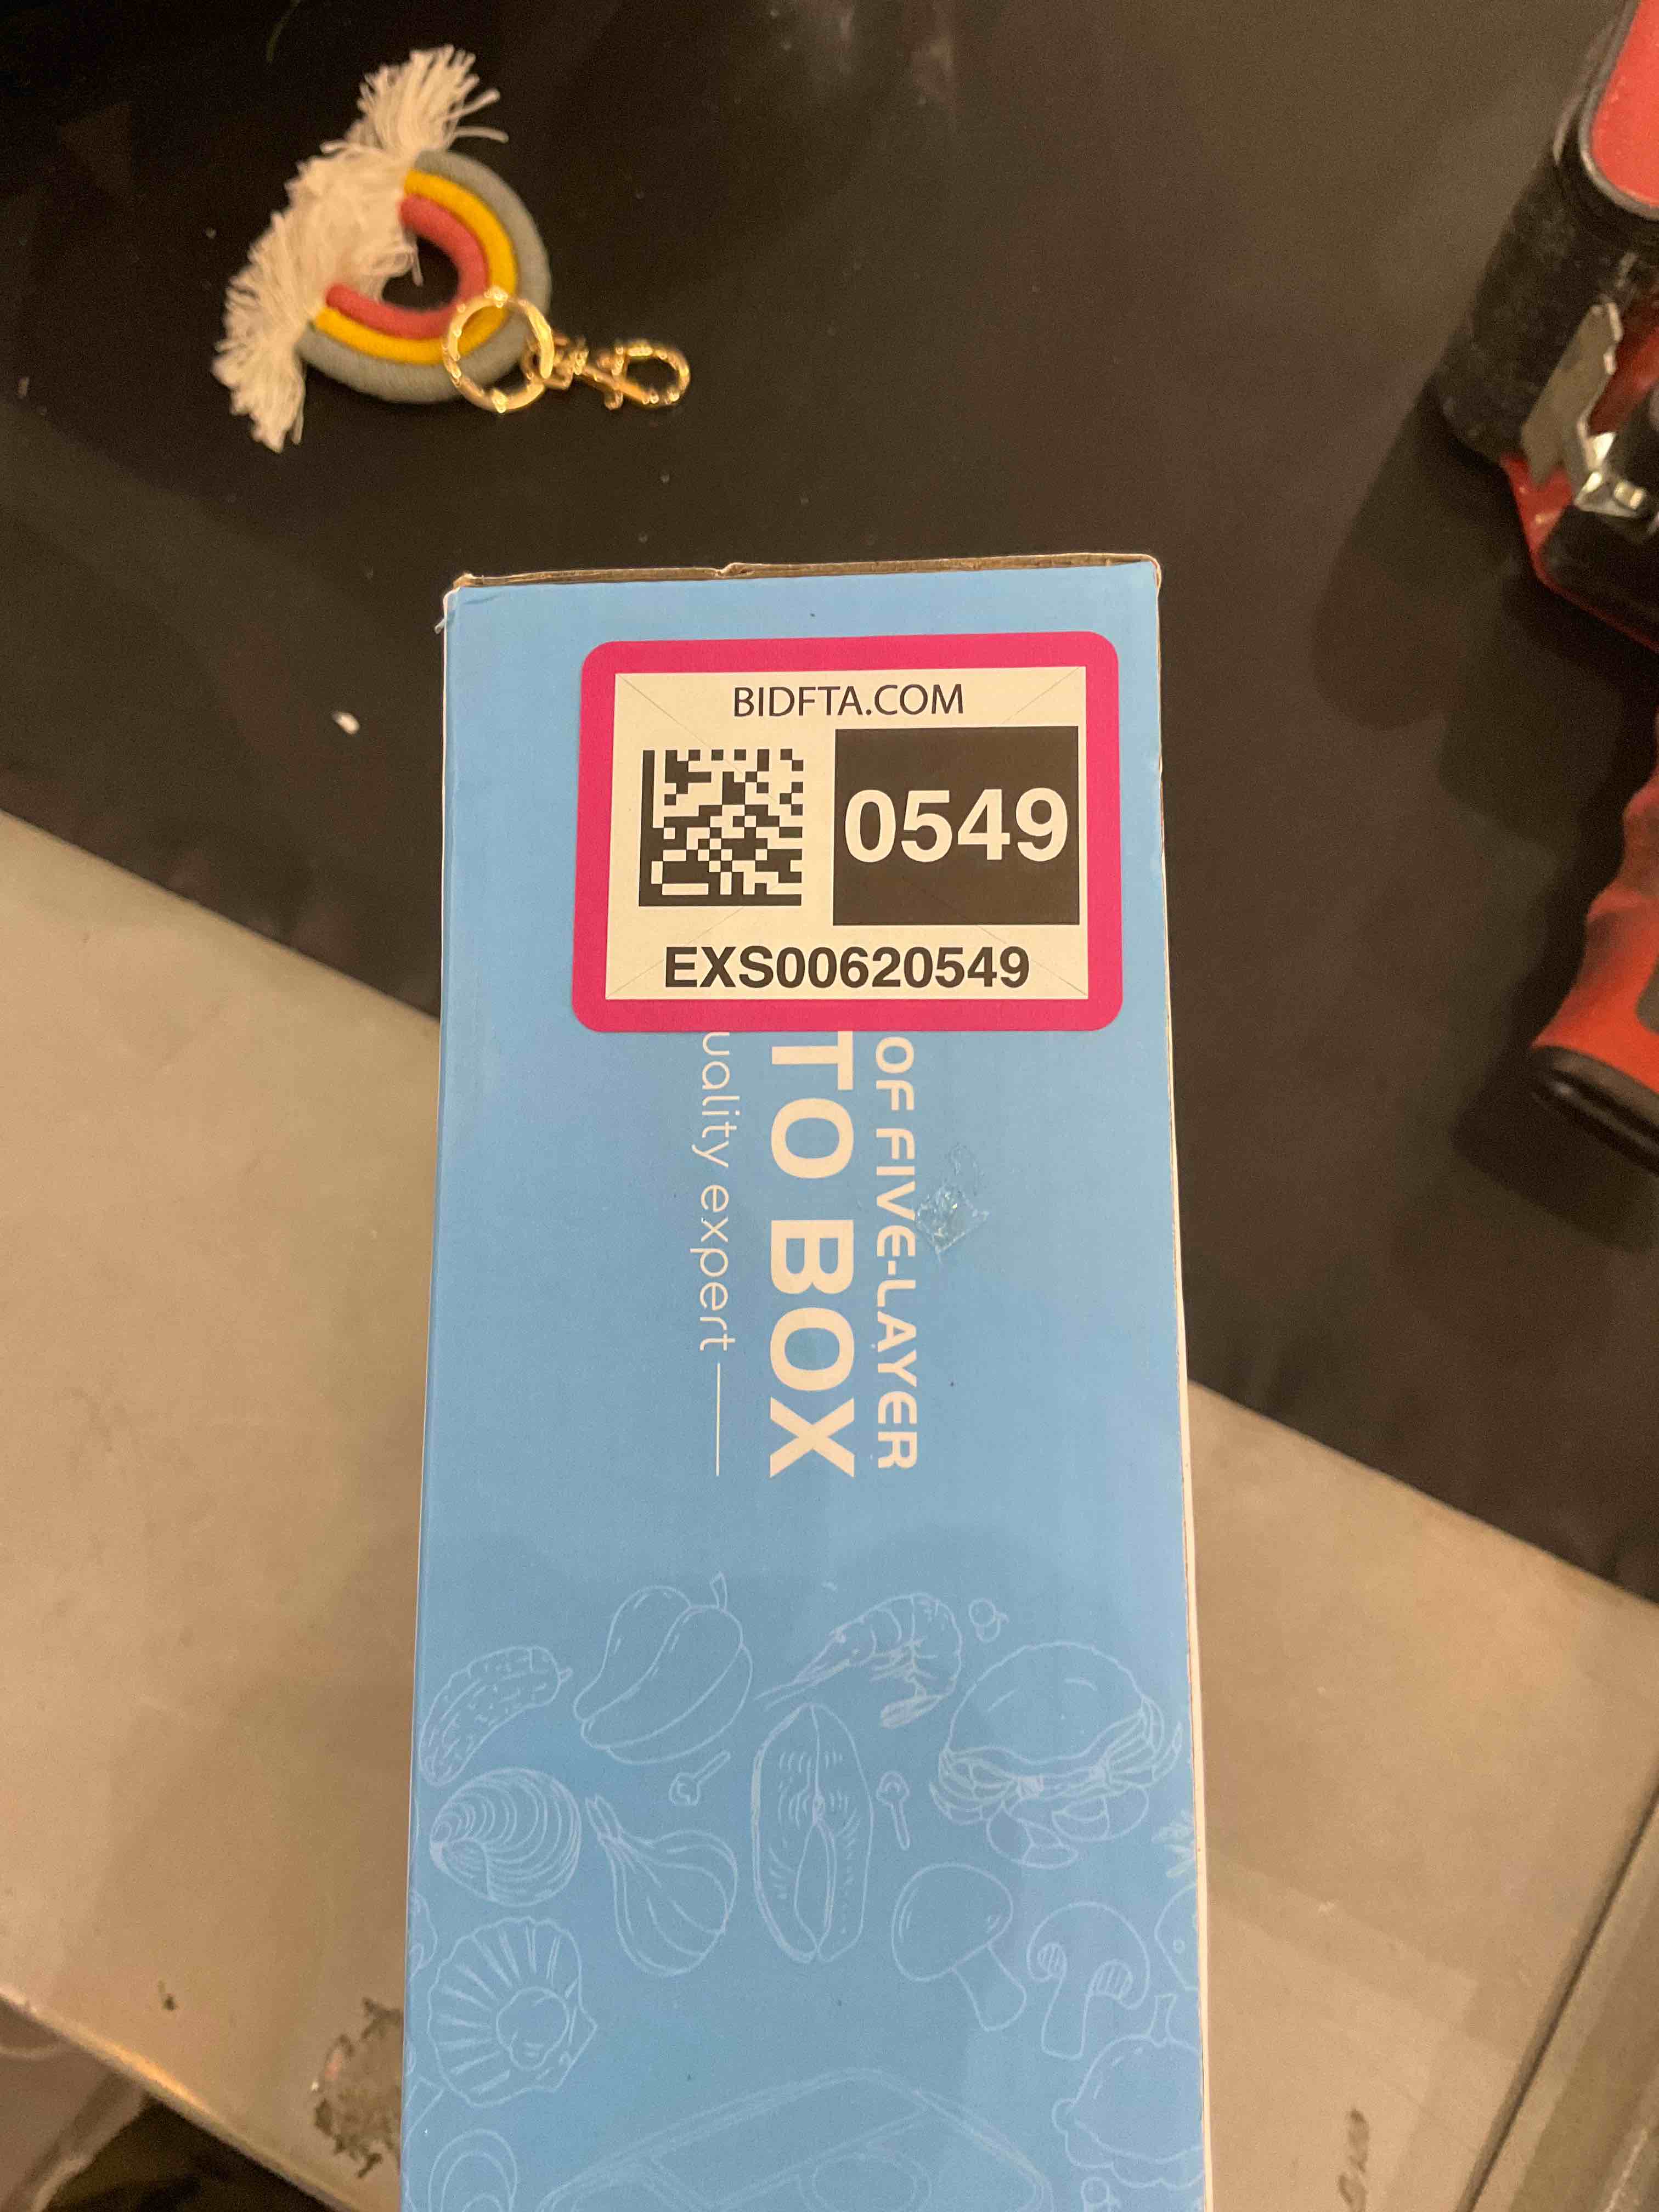 BIDFTA.COM
0549
EXS00620549
OF FIVE-LAYER
TO BOX
uality expert